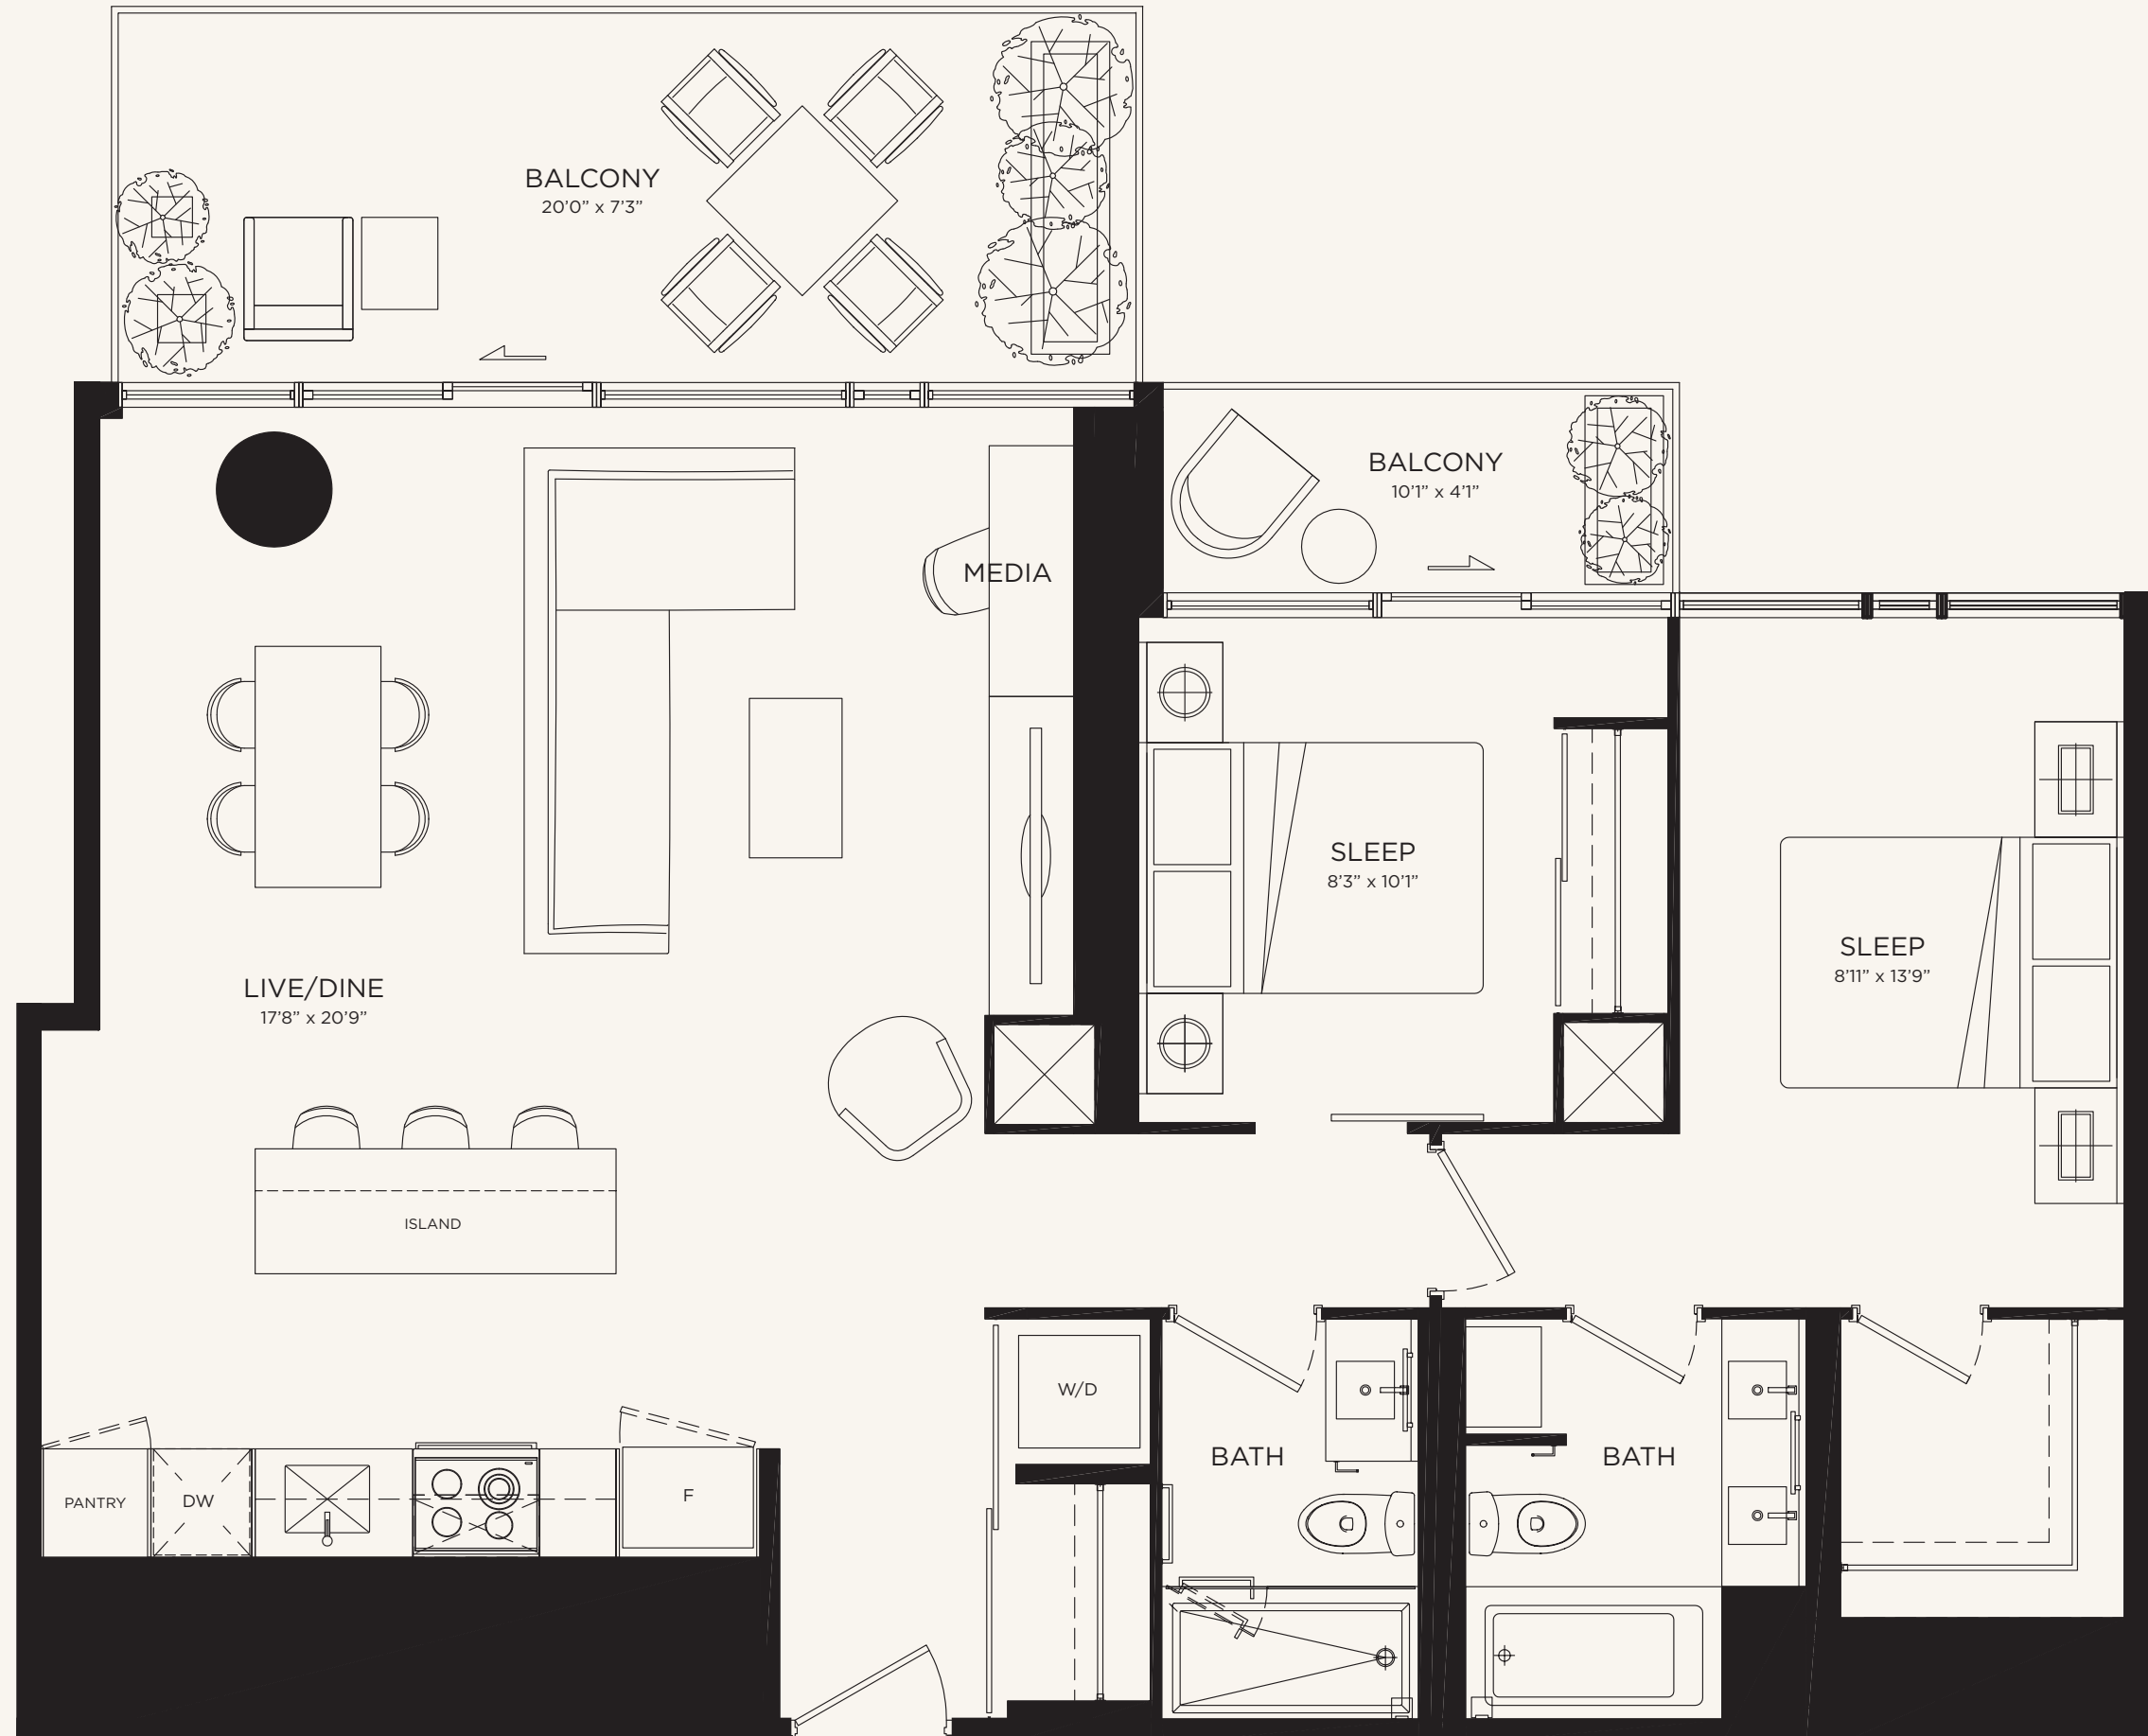 BALCONY
20’0” x 7’3”
BALCONY
10’1” x 4’1”
MEDIA
SLEEP
8’3” x 10’1”
SLEEP
8’11” x 13’9”
LIVE/DINE
17’8” x 20’9”
ISLAND
W/D
BATH
BATH
PANTRY
DW
F